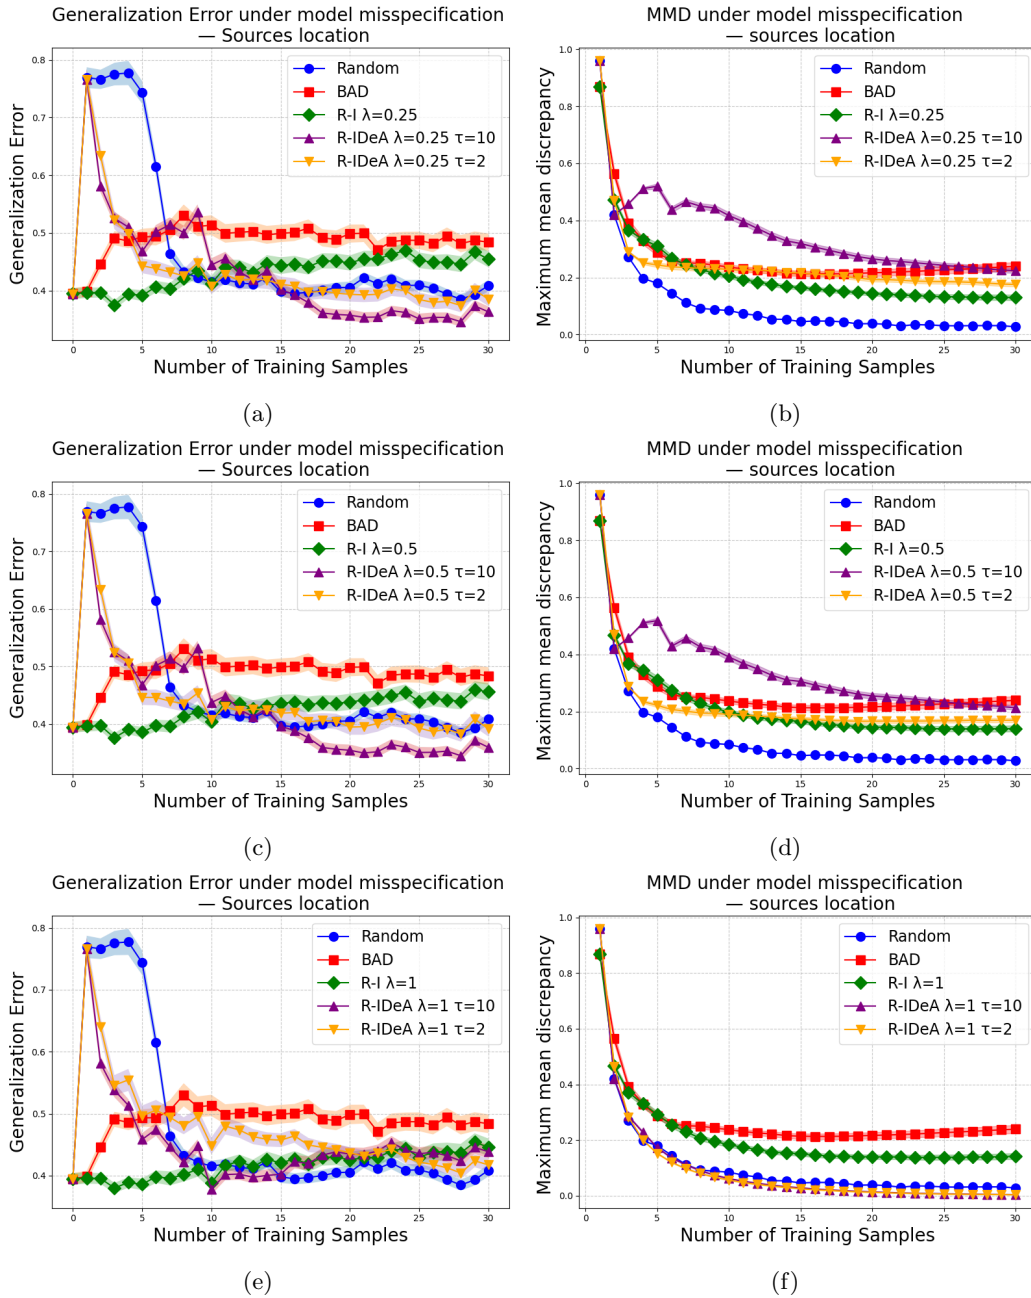 Generalization Error under model misspecification
— Sources location
Generalization Error
0.8
0.7
0.6
0.5
0.4
Random
BAD
R-I λ=0.25
R-IDeA λ=0.25 τ=10
R-IDeA λ=0.25 τ=2
0 5 10 15 20 25 30
Number of Training Samples
(a)
MMD under model misspecification
— sources location
Maximum mean discrepancy
1.0
0.8
0.6
0.4
0.2
0.0
Random
BAD
R-I λ=0.25
R-IDeA λ=0.25 τ=10
R-IDeA λ=0.25 τ=2
0 5 10 15 20 25 30
Number of Training Samples
(b)
Generalization Error under model misspecification
— Sources location
Generalization Error
0.8
0.7
0.6
0.5
0.4
Random
BAD
R-I λ=0.5
R-IDeA λ=0.5 τ=10
R-IDeA λ=0.5 τ=2
0 5 10 15 20 25 30
Number of Training Samples
(c)
MMD under model misspecification
— sources location
Maximum mean discrepancy
1.0
0.8
0.6
0.4
0.2
0.0
Random
BAD
R-I λ=0.5
R-IDeA λ=0.5 τ=10
R-IDeA λ=0.5 τ=2
0 5 10 15 20 25 30
Number of Training Samples
(d)
Generalization Error under model misspecification
— Sources location
Generalization Error
0.8
0.7
0.6
0.5
0.4
Random
BAD
R-I λ=1
R-IDeA λ=1 τ=10
R-IDeA λ=1 τ=2
0 5 10 15 20 25 30
Number of Training Samples
(e)
MMD under model misspecification
— sources location
Maximum mean discrepancy
1.0
0.8
0.6
0.4
0.2
0.0
Random
BAD
R-I λ=1
R-IDeA λ=1 τ=10
R-IDeA λ=1 τ=2
0 5 10 15 20 25 30
Number of Training Samples
(f)